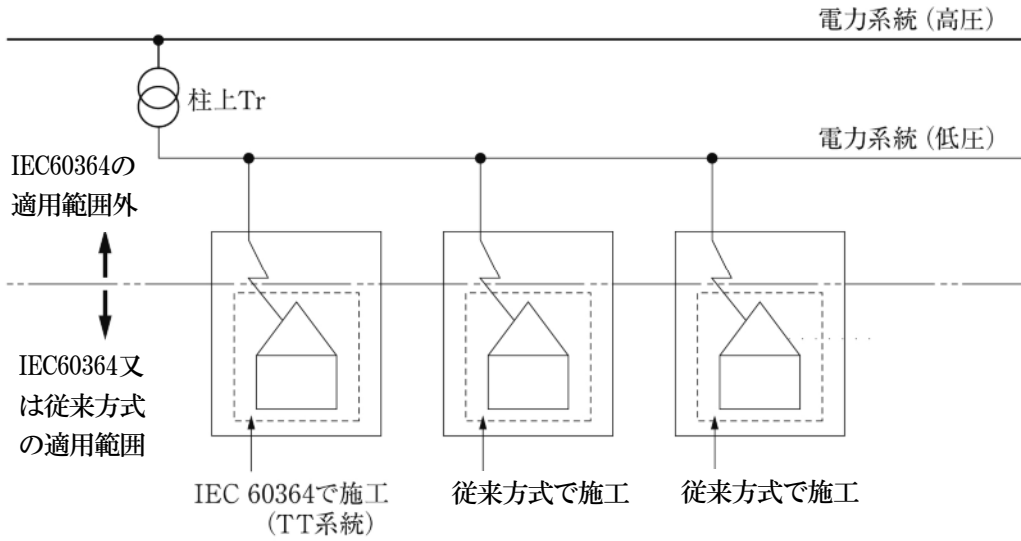 電力系統（高圧）
柱上Tr
電力系統（低圧）
IEC60364の
適用範囲外
IEC60364又
は従来方式
の適用範囲
IEC 60364で施工
（TT系統）
従来方式で施工
従来方式で施工